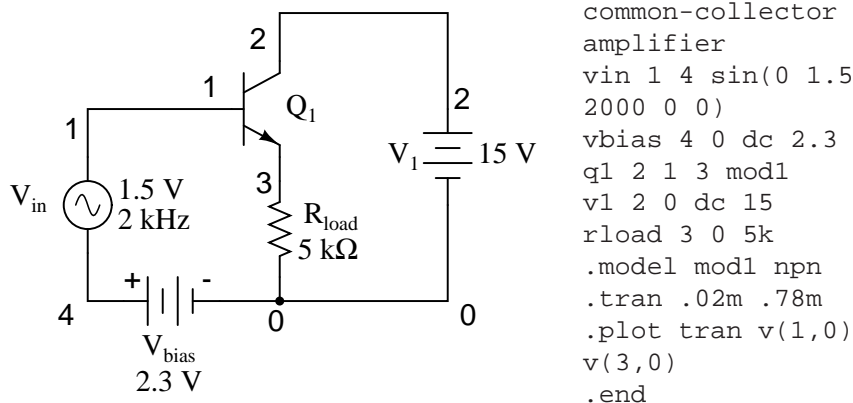 2
1
Q1
1
2
V1
15 V
3
Vin
1.5 V
2 kHz
Rload
5 kΩ
+
-
4
0
0
Vbias
2.3 V
common-collector
amplifier
vin 1 4 sin(0 1.5
2000 0 0)
vbias 4 0 dc 2.3
q1 2 1 3 mod1
v1 2 0 dc 15
rload 3 0 5k
.model mod1 npn
.tran .02m .78m
.plot tran v(1,0)
v(3,0)
.end